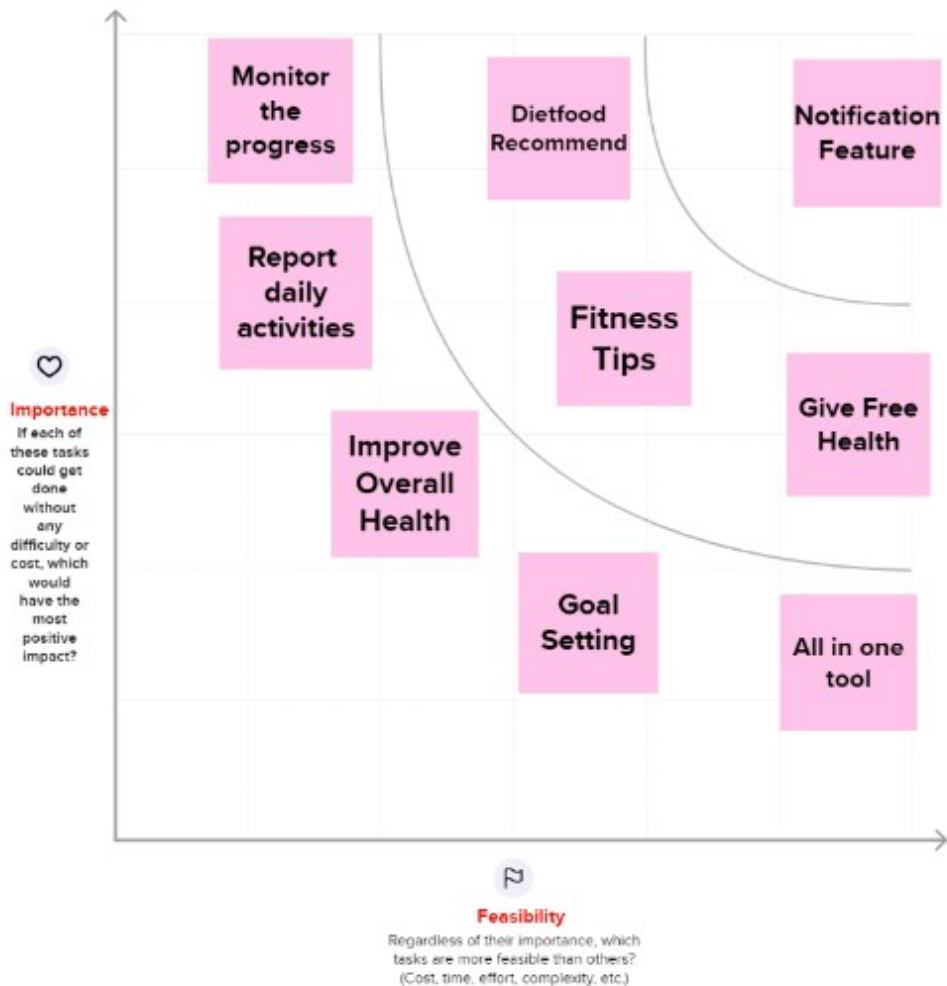 Monitor
the
progress
Dietfood
Recommend
Notification
Feature
Report
daily
activities
Fitness
Tips
Give Free
Health
Improve
Overall
Health
Goal
Setting
All in one
tool
Importance
If each of
these tasks
could get
done
without
any
difficulty or
cost, which
would
have the
most
positive
impact?
Feasibility
Regardless of their importance, which
tasks are more feasible than others?
(Cost, time, effort, complexity, etc.)